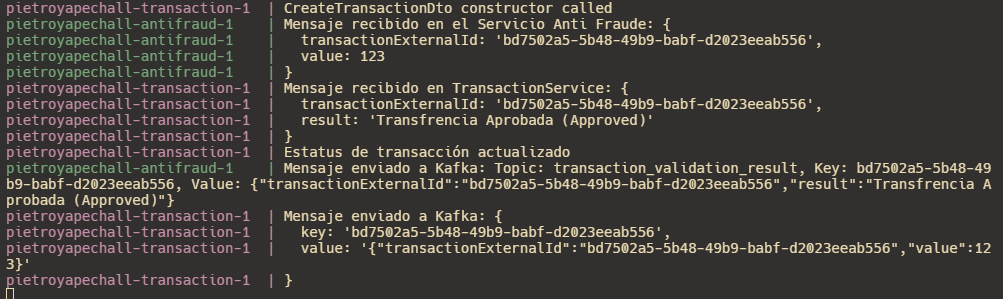 pietroyapechall-transaction-1  | CreateTransactionDto constructor called
pietroyapechall-antifraud-1    | Mensaje recibido en el Servicio Anti Fraude: {
pietroyapechall-antifraud-1    |   transactionExternalId: 'bd7502a5-5b48-49b9-babf-d2023eeab556',
pietroyapechall-antifraud-1    |   value: 123
pietroyapechall-antifraud-1    | }
pietroyapechall-transaction-1  | Mensaje recibido en TransactionService: {
pietroyapechall-transaction-1  |   transactionExternalId: 'bd7502a5-5b48-49b9-babf-d2023eeab556',
pietroyapechall-transaction-1  |   result: 'Transfrencia Aprobada (Approved)'
pietroyapechall-transaction-1  | }
pietroyapechall-transaction-1  | Estatus de transacción actualizado
pietroyapechall-antifraud-1    | Mensaje enviado a Kafka: Topic: transaction_validation_result, Key: bd7502a5-5b48-49
b9-babf-d2023eeab556, Value: {"transactionExternalId":"bd7502a5-5b48-49b9-babf-d2023eeab556","result":"Transfrencia A
probada (Approved)"}
pietroyapechall-transaction-1  | Mensaje enviado a Kafka: {
pietroyapechall-transaction-1  |   key: 'bd7502a5-5b48-49b9-babf-d2023eeab556',
pietroyapechall-transaction-1  |   value: '{"transactionExternalId":"bd7502a5-5b48-49b9-babf-d2023eeab556","value":12
3}'
pietroyapechall-transaction-1  | }